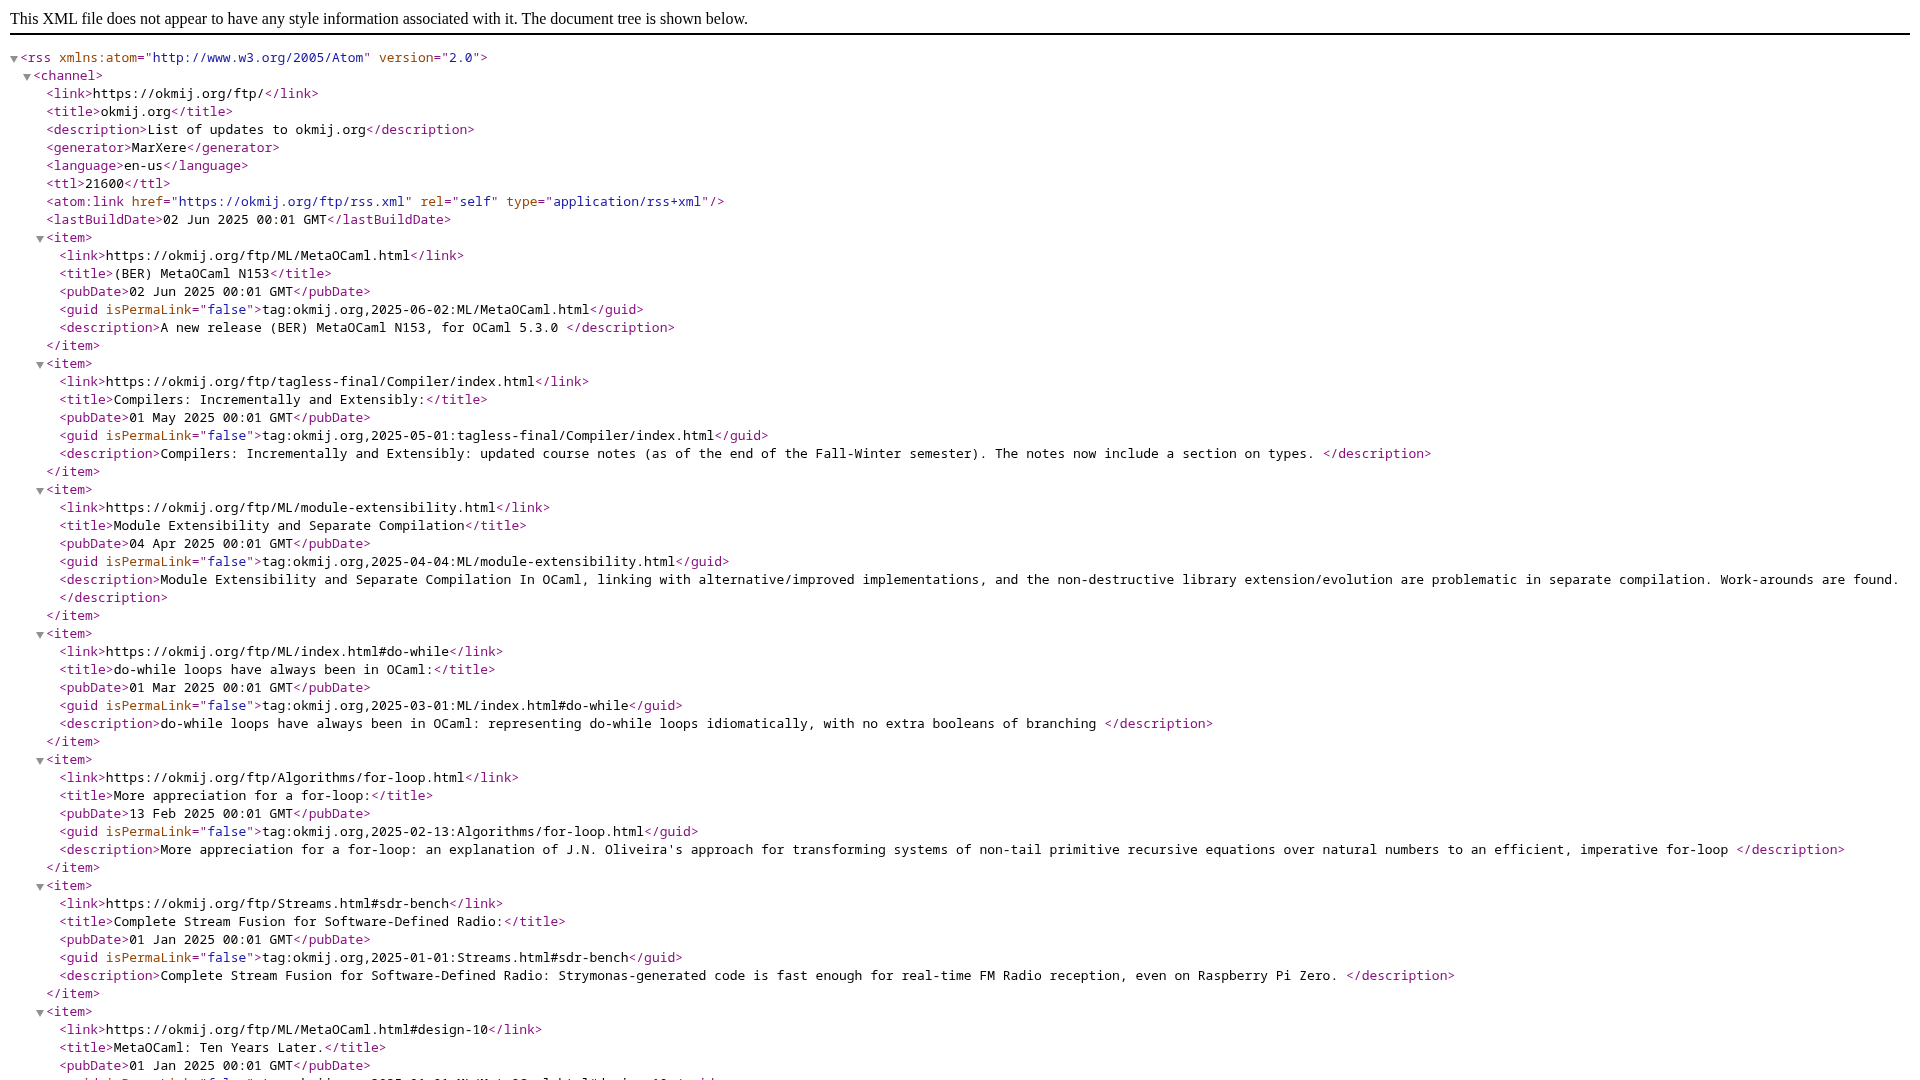 This XML file does not appear to have any style information associated with it. The document tree is shown below.
<rss xmlns:atom="http://www.w3.org/2005/Atom" version="2.0">
<channel>
<link>https://okmij.org/ftp/</link>
<title>okmij.org</title>
<description>List of updates to okmij.org</description>
<generator>MarXere</generator>
<language>en-us</language>
<ttl>21600</ttl>
<atom:link href="https://okmij.org/ftp/rss.xml" rel="self" type="application/rss+xml"/>
<lastBuildDate>02 Jun 2025 00:01 GMT</lastBuildDate>
<item>
<link>https://okmij.org/ftp/ML/MetaOCaml.html</link>
<title>(BER) MetaOCaml N153</title>
<pubDate>02 Jun 2025 00:01 GMT</pubDate>
<guid isPermaLink="false">tag:okmij.org,2025-06-02:ML/MetaOCaml.html</guid>
<description>A new release (BER) MetaOCaml N153, for OCaml 5.3.0 </description>
</item>
<item>
<link>https://okmij.org/ftp/tagless-final/Compiler/index.html</link>
<title>Compilers: Incrementally and Extensibly:</title>
<pubDate>01 May 2025 00:01 GMT</pubDate>
<guid isPermaLink="false">tag:okmij.org,2025-05-01:tagless-final/Compiler/index.html</guid>
<description>Compilers: Incrementally and Extensibly: updated course notes (as of the end of the Fall-Winter semester). The notes now include a section on types. </description>
</item>
<item>
<link>https://okmij.org/ftp/ML/module-extensibility.html</link>
<title>Module Extensibility and Separate Compilation</title>
<pubDate>04 Apr 2025 00:01 GMT</pubDate>
<guid isPermaLink="false">tag:okmij.org,2025-04-04:ML/module-extensibility.html</guid>
<description>Module Extensibility and Separate Compilation In OCaml, linking with alternative/improved implementations, and the non-destructive library extension/evolution are problematic in separate compilation. Work-arounds are found.
</description>
</item>
<item>
<link>https://okmij.org/ftp/ML/index.html#do-while</link>
<title>do-while loops have always been in OCaml:</title>
<pubDate>01 Mar 2025 00:01 GMT</pubDate>
<guid isPermaLink="false">tag:okmij.org,2025-03-01:ML/index.html#do-while</guid>
<description>do-while loops have always been in OCaml: representing do-while loops idiomatically, with no extra booleans of branching </description>
</item>
<item>
<link>https://okmij.org/ftp/Algorithms/for-loop.html</link>
<title>More appreciation for a for-loop:</title>
<pubDate>13 Feb 2025 00:01 GMT</pubDate>
<guid isPermaLink="false">tag:okmij.org,2025-02-13:Algorithms/for-loop.html</guid>
<description>More appreciation for a for-loop: an explanation of J.N. Oliveira's approach for transforming systems of non-tail primitive recursive equations over natural numbers to an efficient, imperative for-loop </description>
</item>
<item>
<link>https://okmij.org/ftp/Streams.html#sdr-bench</link>
<title>Complete Stream Fusion for Software-Defined Radio:</title>
<pubDate>01 Jan 2025 00:01 GMT</pubDate>
<guid isPermaLink="false">tag:okmij.org,2025-01-01:Streams.html#sdr-bench</guid>
<description>Complete Stream Fusion for Software-Defined Radio: Strymonas-generated code is fast enough for real-time FM Radio reception, even on Raspberry Pi Zero. </description>
</item>
<item>
<link>https://okmij.org/ftp/ML/MetaOCaml.html#design-10</link>
<title>MetaOCaml: Ten Years Later.</title>
<pubDate>01 Jan 2025 00:01 GMT</pubDate>